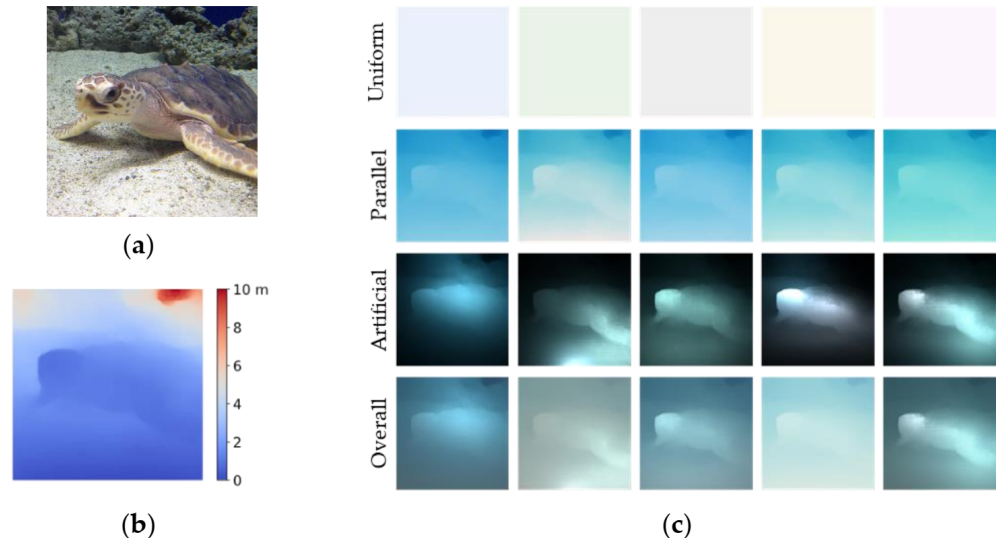 (a)
10 m
8
6
4
2
0
(b)
Uniform
Parallel
Artificial
Overall
(c)